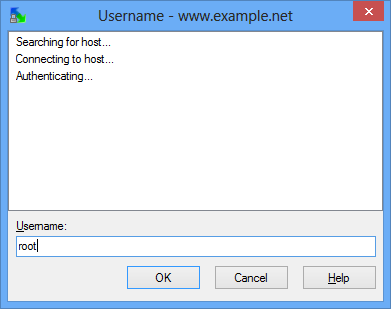 Username - www.example.net
Searching for host...
Connecting to host...
Authenticating...
Username:
root
OK Cancel Help